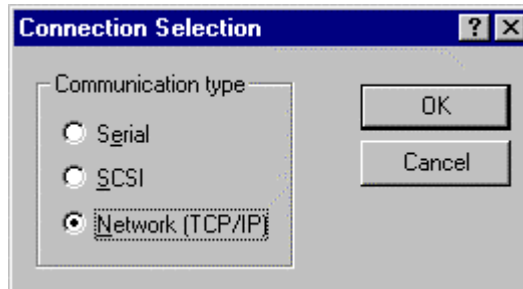 Connection Selection
Communication type
Serial
SCSI
Network (TCP/IP)
OK
Cancel